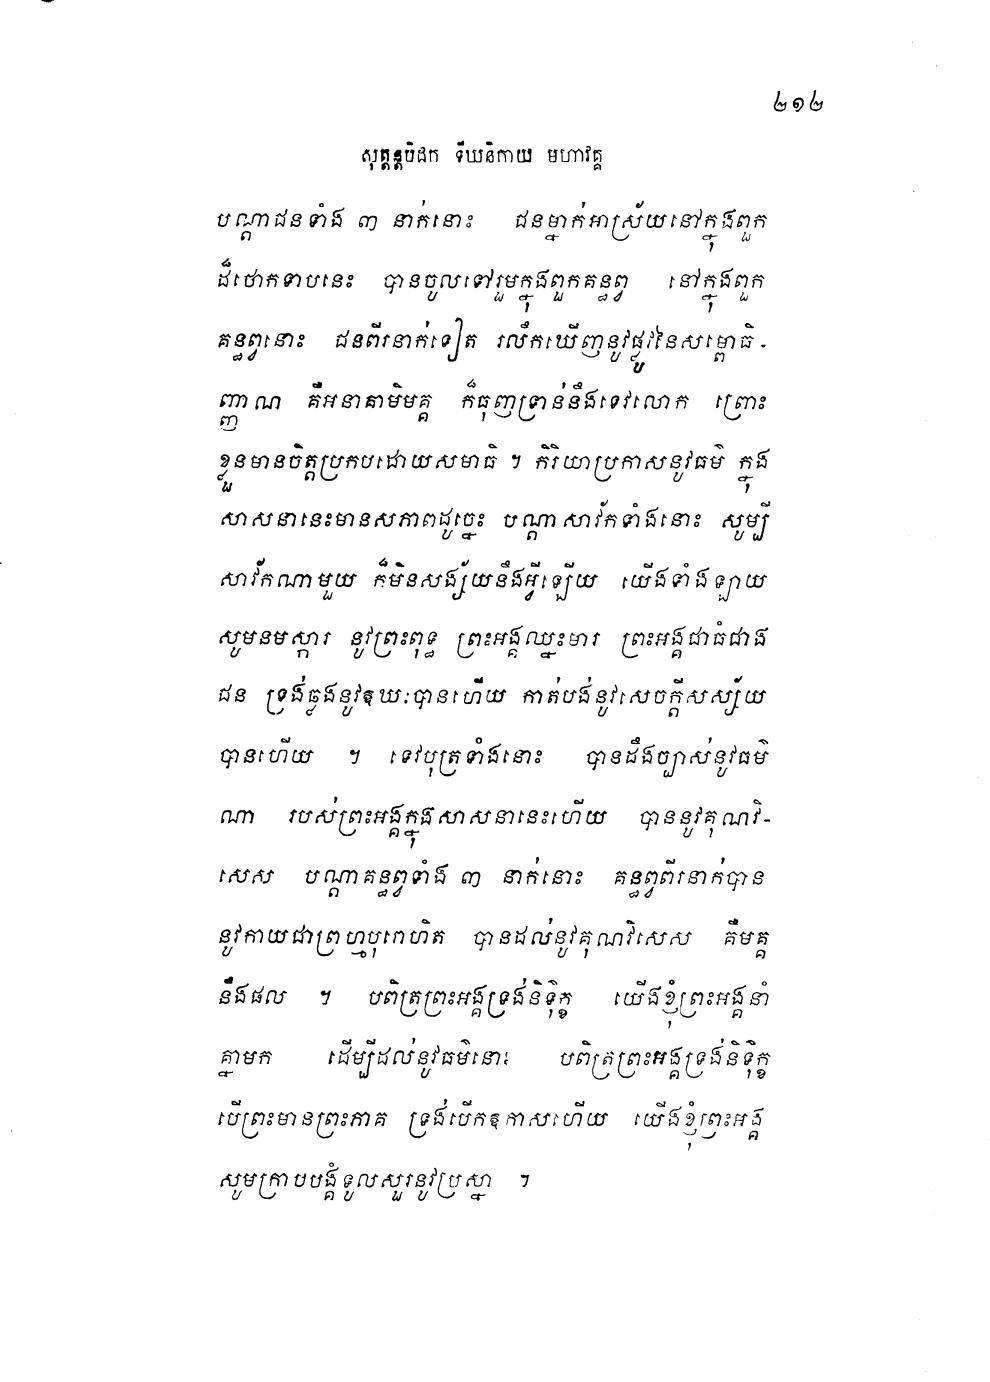 ២១២
សុត្តន្តបិដក ទីឃនិកាយ មហាវគ្គ
បណ្តាជនទាំង ៣ នាក់នោះ ជនម្នាក់អាស្រ័យនៅក្នុងពួក
ដ៏ថោកទាបនេះ បានចូលទៅរួមក្នុងពួកគន្ធព្វ នៅក្នុងពួក
គន្ធព្វនោះ ជនពីរនាក់ទៀត រលឹកឃើញនូវផ្លូវនៃសម្ពោធិ-
ញ្ញាណ គឺអនាគាមិមគ្គ ក៏ធុញទ្រាន់នឹងទេវលោក ព្រោះ
ខ្លួនមានចិត្តប្រកបដោយសមាធិ ។ កិរិយាប្រកាសនូវធម៌ ក្នុង
សាសនានេះមានសភាពដូច្នេះ បណ្តាសាវ័កទាំងនោះ សូម្បី
សាវ័កណាមួយ ក៏មិនសង្ស័យនឹងអ្វីឡើយ យើងទាំងឡាយ
សូមនមស្ការ នូវព្រះពុទ្ធ ព្រះអង្គឈ្នះមារ ព្រះអង្គជាធំជាង
ជន ទ្រង់ឆ្លងនូវឱឃៈបានហើយ កាត់បង់នូវសេចក្តីសស្ស័យ
បានហើយ ។ ទេវបុត្រទាំងនោះ បានដឹងច្បាស់នូវធម៌
ណា របស់ព្រះអង្គក្នុងសាសនានេះហើយ បាននូវគុណវិ-
សេស បណ្តាគន្ធព្វទាំង ៣ នាក់នោះ គន្ធព្វពីរនាក់បាន
នូវកាយជាព្រហ្មបុរោហិត បានដល់នូវគុណវិសេស គឺមគ្គ
នឹងផល ។ បពិត្រព្រះអង្គទ្រង់និទ៌ុក្ខ យើងខ្ញុំព្រះអង្គនាំ
គ្នាមក ដើម្បីដល់នូវធម៌នោះ បពិត្រព្រះអង្គទ្រង់និទ៌ុក្ខ
បើព្រះមានព្រះភាគ ទ្រង់បើកឱកាសហើយ យើងខ្ញុំព្រះអង្គ
សូមក្រាបបង្គំទូលសួរនូវប្រស្នា ។